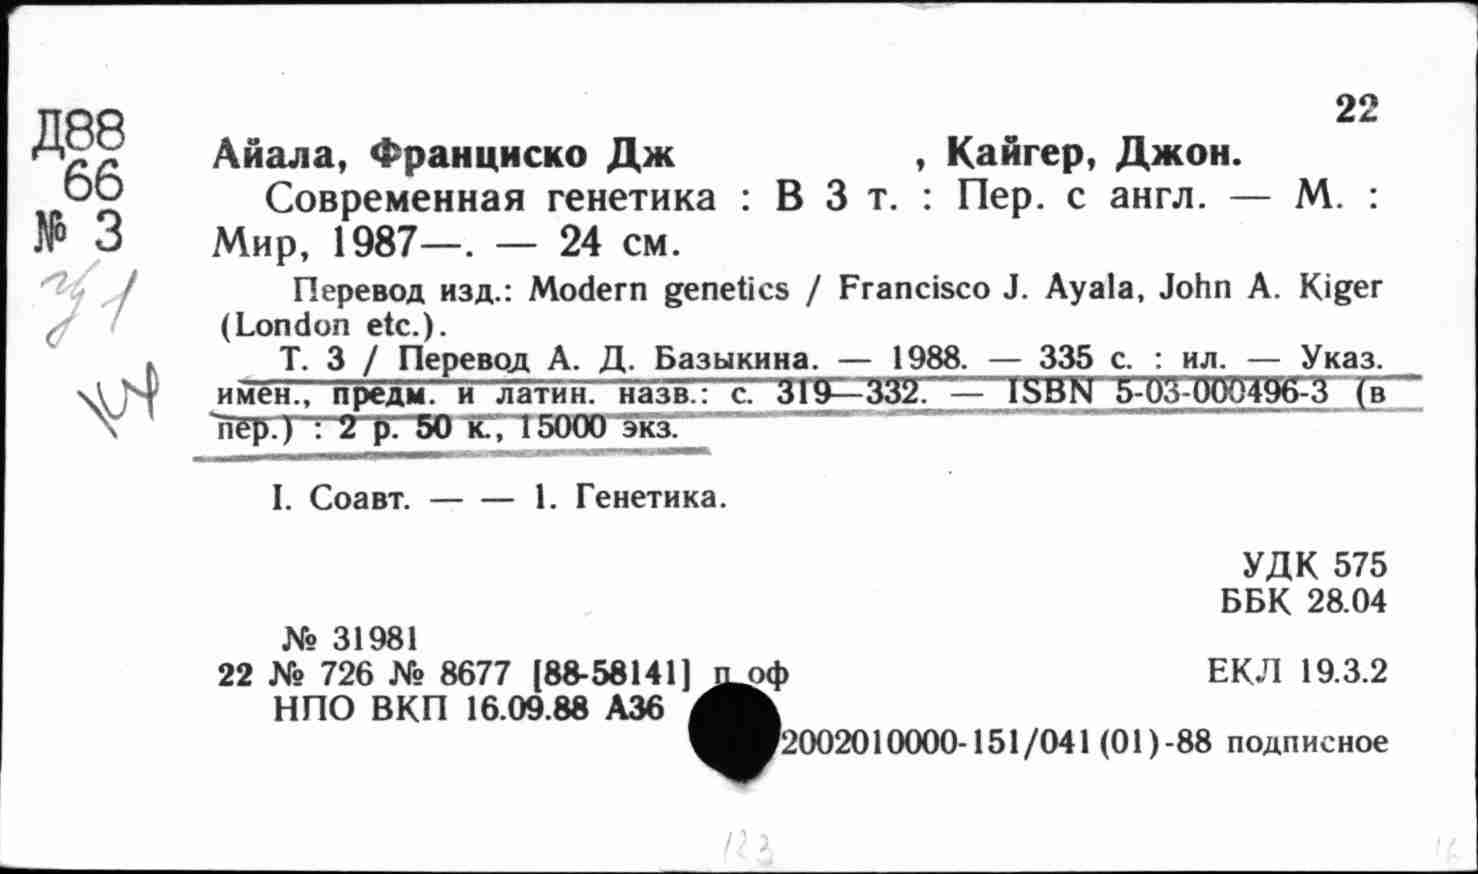 22
Д88
66
№ 3
Айала, Франциско Дж , Кайгер, Джон.
Современная генетика : В 3 т. : Пер. с англ. — М. :
Мир, 1987—. — 24 см.
Перевод изд.: Modern genetics / Francisco J. Ayala, John A. Kiger
(London etc.).
Т. 3 / Перевод А. Д. Базыкина. — 1988. — 335 с. : ил. — Указ.
имен., предм. и латин. назв.: с. 319—332. — ISBN 5-03-000496-3 (в
пер.) : 2 р. 50 к., 15000 экз.
I. Соавт. — — 1. Генетика.
УДК 575
ББК 28.04
№ 31981
22 № 726 № 8677 [88-58141] п оф
ЕКЛ 19.3.2
НПО ВКП 16.09.88 А36
2002010000-151/041(01)-88 подписное
123
16